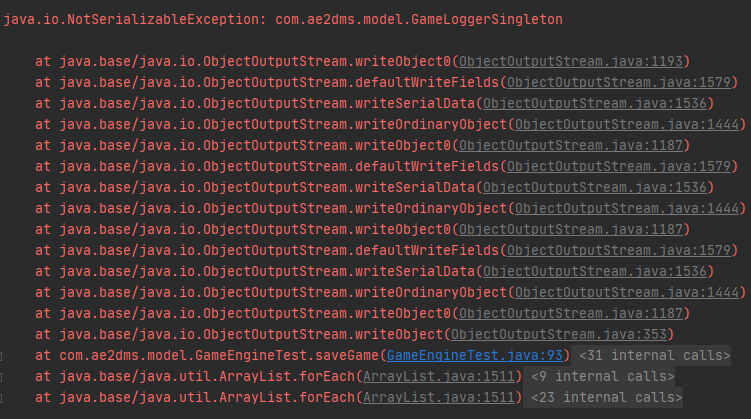 java.io.NotSerializableException: com.ae2dms.model.GameLoggerSingleton
at java.base/java.io.ObjectOutputStream.writeObject0(ObjectOutputStream.java:1193)
at java.base/java.io.ObjectOutputStream.defaultWriteFields(ObjectOutputStream.java:1579)
at java.base/java.io.ObjectOutputStream.writeSerialData(ObjectOutputStream.java:1536)
at java.base/java.io.ObjectOutputStream.writeOrdinaryObject(ObjectOutputStream.java:1444)
at java.base/java.io.ObjectOutputStream.writeObject0(ObjectOutputStream.java:1187)
at java.base/java.io.ObjectOutputStream.defaultWriteFields(ObjectOutputStream.java:1579)
at java.base/java.io.ObjectOutputStream.writeSerialData(ObjectOutputStream.java:1536)
at java.base/java.io.ObjectOutputStream.writeOrdinaryObject(ObjectOutputStream.java:1444)
at java.base/java.io.ObjectOutputStream.writeObject0(ObjectOutputStream.java:1187)
at java.base/java.io.ObjectOutputStream.defaultWriteFields(ObjectOutputStream.java:1579)
at java.base/java.io.ObjectOutputStream.writeSerialData(ObjectOutputStream.java:1536)
at java.base/java.io.ObjectOutputStream.writeOrdinaryObject(ObjectOutputStream.java:1444)
at java.base/java.io.ObjectOutputStream.writeObject0(ObjectOutputStream.java:1187)
at java.base/java.io.ObjectOutputStream.writeObject(ObjectOutputStream.java:353)
at com.ae2dms.model.GameEngineTest.saveGame(GameEngineTest.java:93) <31 internal calls>
at java.base/java.util.ArrayList.forEach(ArrayList.java:1511) <9 internal calls>
at java.base/java.util.ArrayList.forEach(ArrayList.java:1511) <23 internal calls>